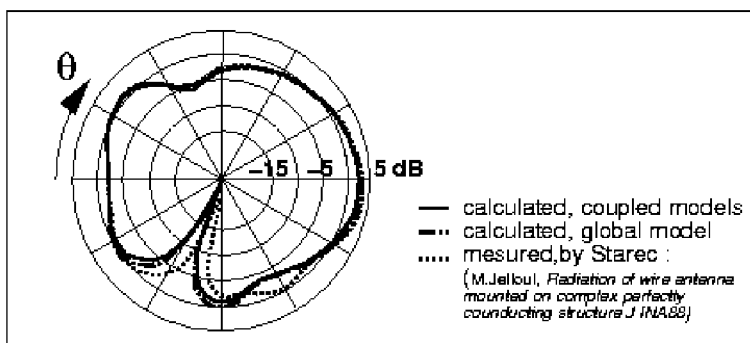 θ
-15 -5 5 dB
calculated, coupled models
calculated, global model
mesured,by Starec :
(M.Jelloul, Radiation of wire antenna
mounted on complex perfectly
counducting structure J INA88)